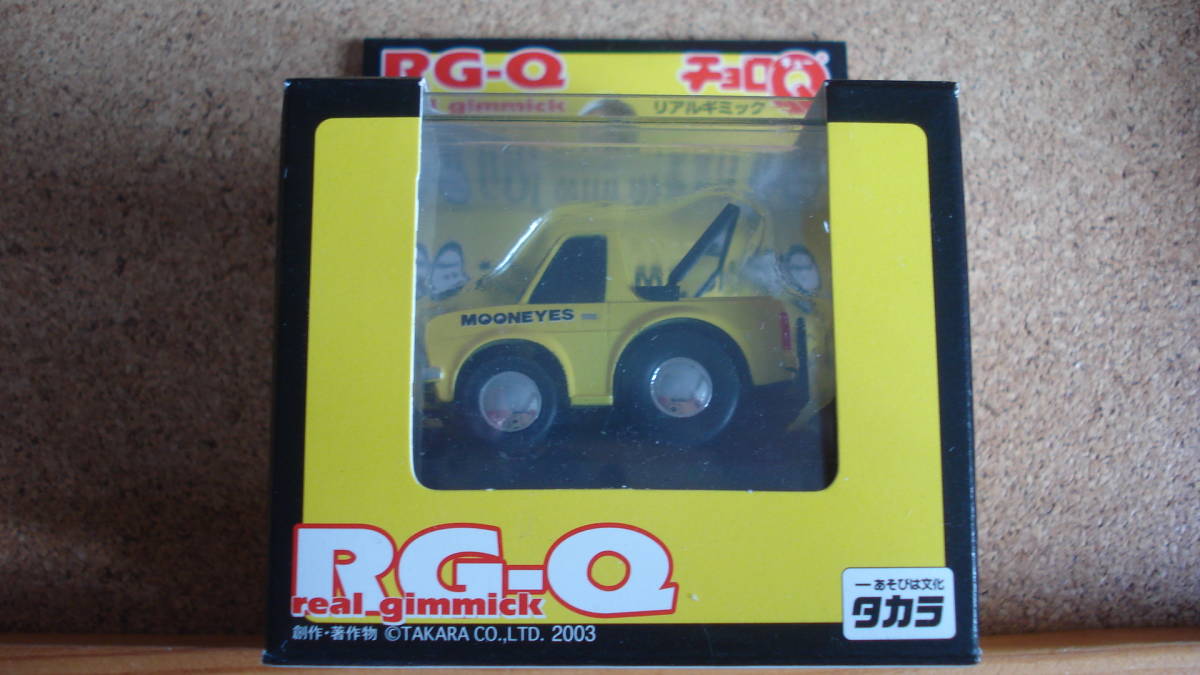 RG-Q
チョロQ
real_gimmick
リアルギミック
MOONEYES
RG-Q
real_gimmick
創作・著作物 ©TAKARA CO.,LTD. 2003
ーあそびは文化
タカラ